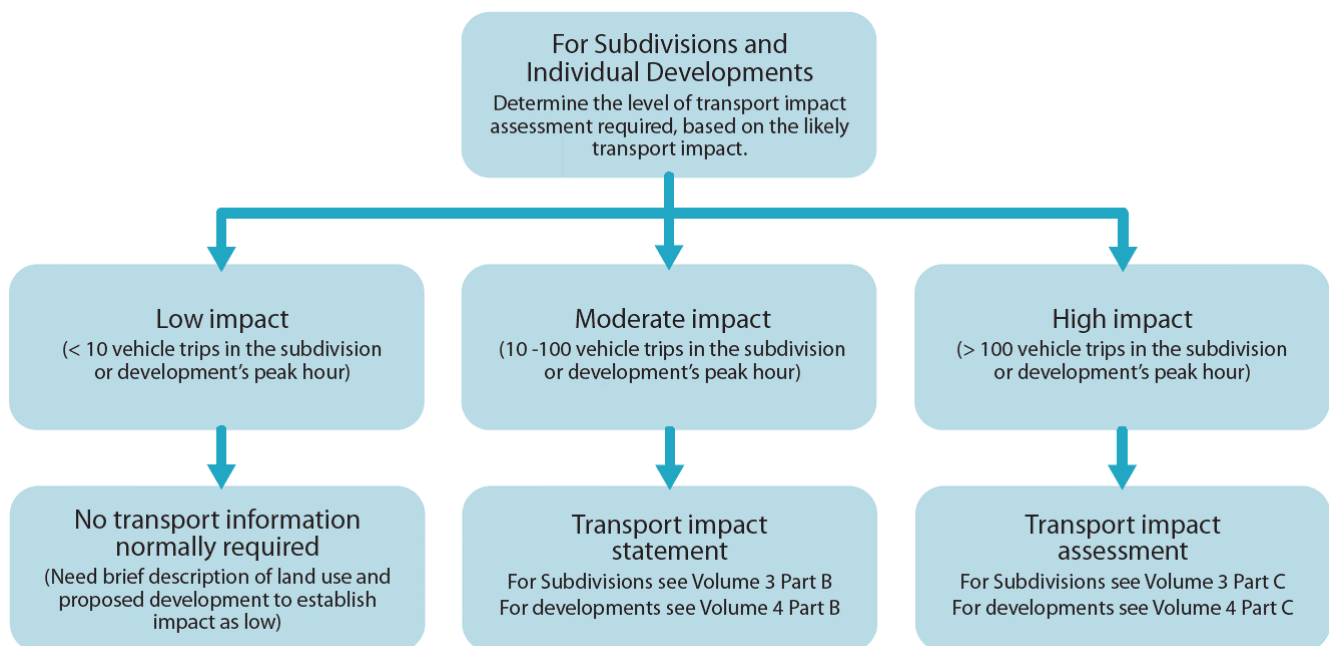 For Subdivisions and
Individual Developments
Determine the level of transport impact
assessment required, based on the likely
transport impact.
Low impact
(< 10 vehicle trips in the subdivision
or development's peak hour)
Moderate impact
(10 -100 vehicle trips in the subdivision
or development's peak hour)
High impact
(> 100 vehicle trips in the subdivision
or development's peak hour)
No transport information
normally required
(Need brief description of land use and
proposed development to establish
impact as low)
Transport impact
statement
For Subdivisions see Volume 3 Part B
For developments see Volume 4 Part B
Transport impact
assessment
For Subdivisions see Volume 3 Part C
For developments see Volume 4 Part C